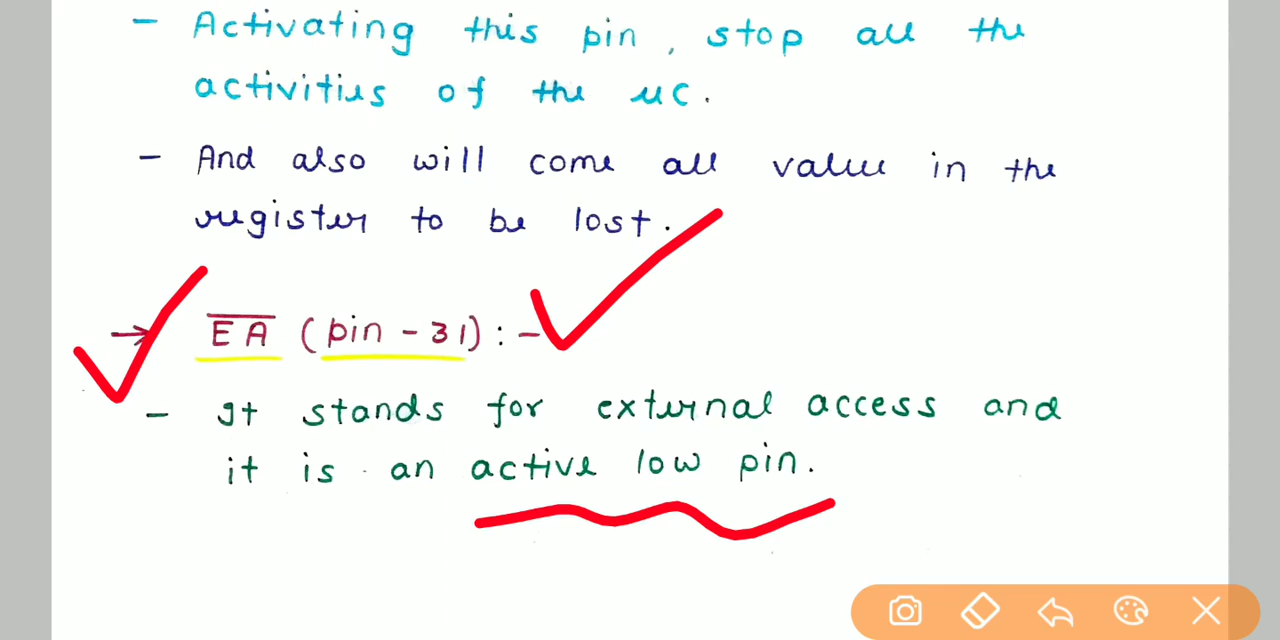 - Activating this pin, stop all the
activities of the uc.
- And also will come all value in the
register to be lost.
→ E̅A̅ (pin - 31) : -
- It stands for external access and
it is an active low pin.